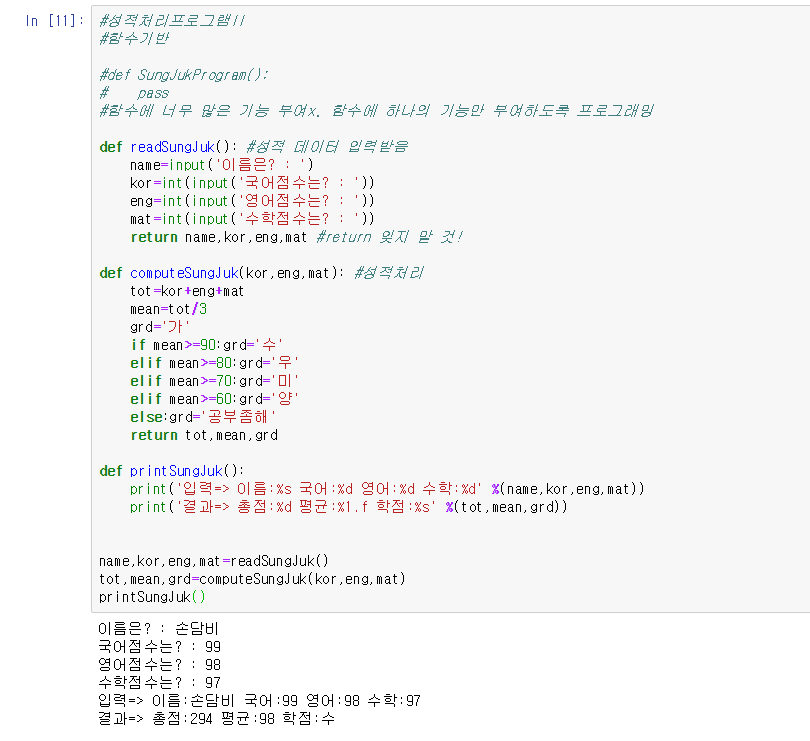 In [11]:
#성적처리프로그램II
#함수기반
#def SungJukProgram():
#    pass
#함수에 너무 많은 기능 부여x. 함수에 하나의 기능만 부여하도록 프로그래밍
def readSungJuk(): #성적 데이터 입력받음
    name=input('이름은? : ')
    kor=int(input('국어점수는? : '))
    eng=int(input('영어점수는? : '))
    mat=int(input('수학점수는? : '))
    return name,kor,eng,mat #return 잊지 말 것!
def computeSungJuk(kor,eng,mat): #성적처리
    tot=kor+eng+mat
    mean=tot/3
    grd='가'
    if mean>=90:grd='수'
    elif mean>=80:grd='우'
    elif mean>=70:grd='미'
    elif mean>=60:grd='양'
    else:grd='공부좀해'
    return tot,mean,grd
def printSungJuk():
    print('입력=> 이름:%s 국어:%d 영어:%d 수학:%d' %(name,kor,eng,mat))
    print('결과=> 총점:%d 평균:%1.f 학점:%s' %(tot,mean,grd))
name,kor,eng,mat=readSungJuk()
tot,mean,grd=computeSungJuk(kor,eng,mat)
printSungJuk()
이름은? : 손담비
국어점수는? : 99
영어점수는? : 98
수학점수는? : 97
입력=> 이름:손담비 국어:99 영어:98 수학:97
결과=> 총점:294 평균:98 학점:수